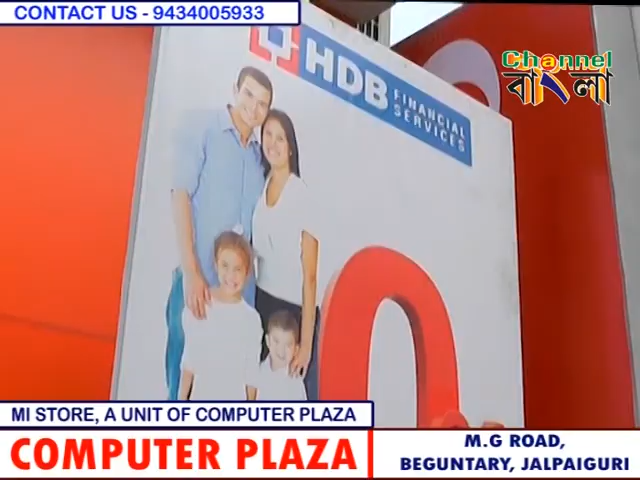 CONTACT US - 9434005933
HDB FINANCIAL
SERVICES
Channel
বাংলা
MI STORE, A UNIT OF COMPUTER PLAZA
COMPUTER PLAZA
M.G ROAD,
BEGUNTARY, JALPAIGURI